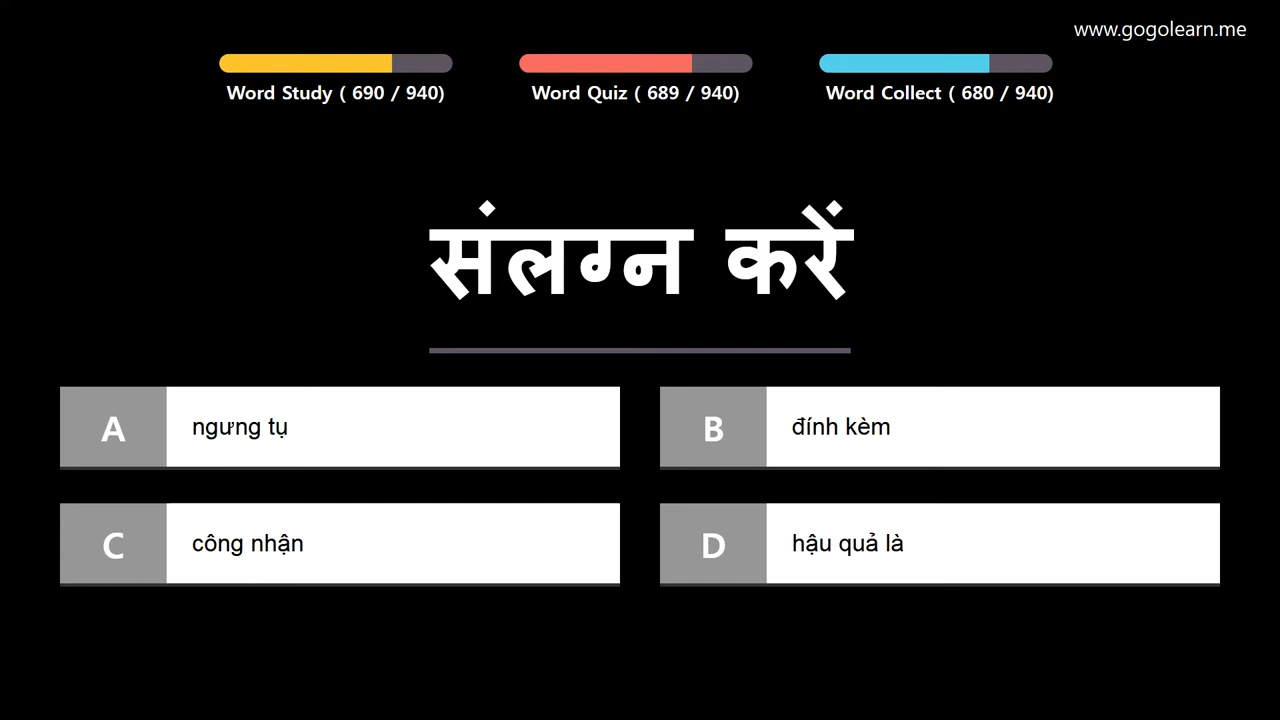 www.gogolearn.me
Word Study ( 690 / 940)
Word Quiz ( 689 / 940)
Word Collect ( 680 / 940)
संलग्न करें
A ngưng tụ
B đính kèm
C công nhận
D hậu quả là